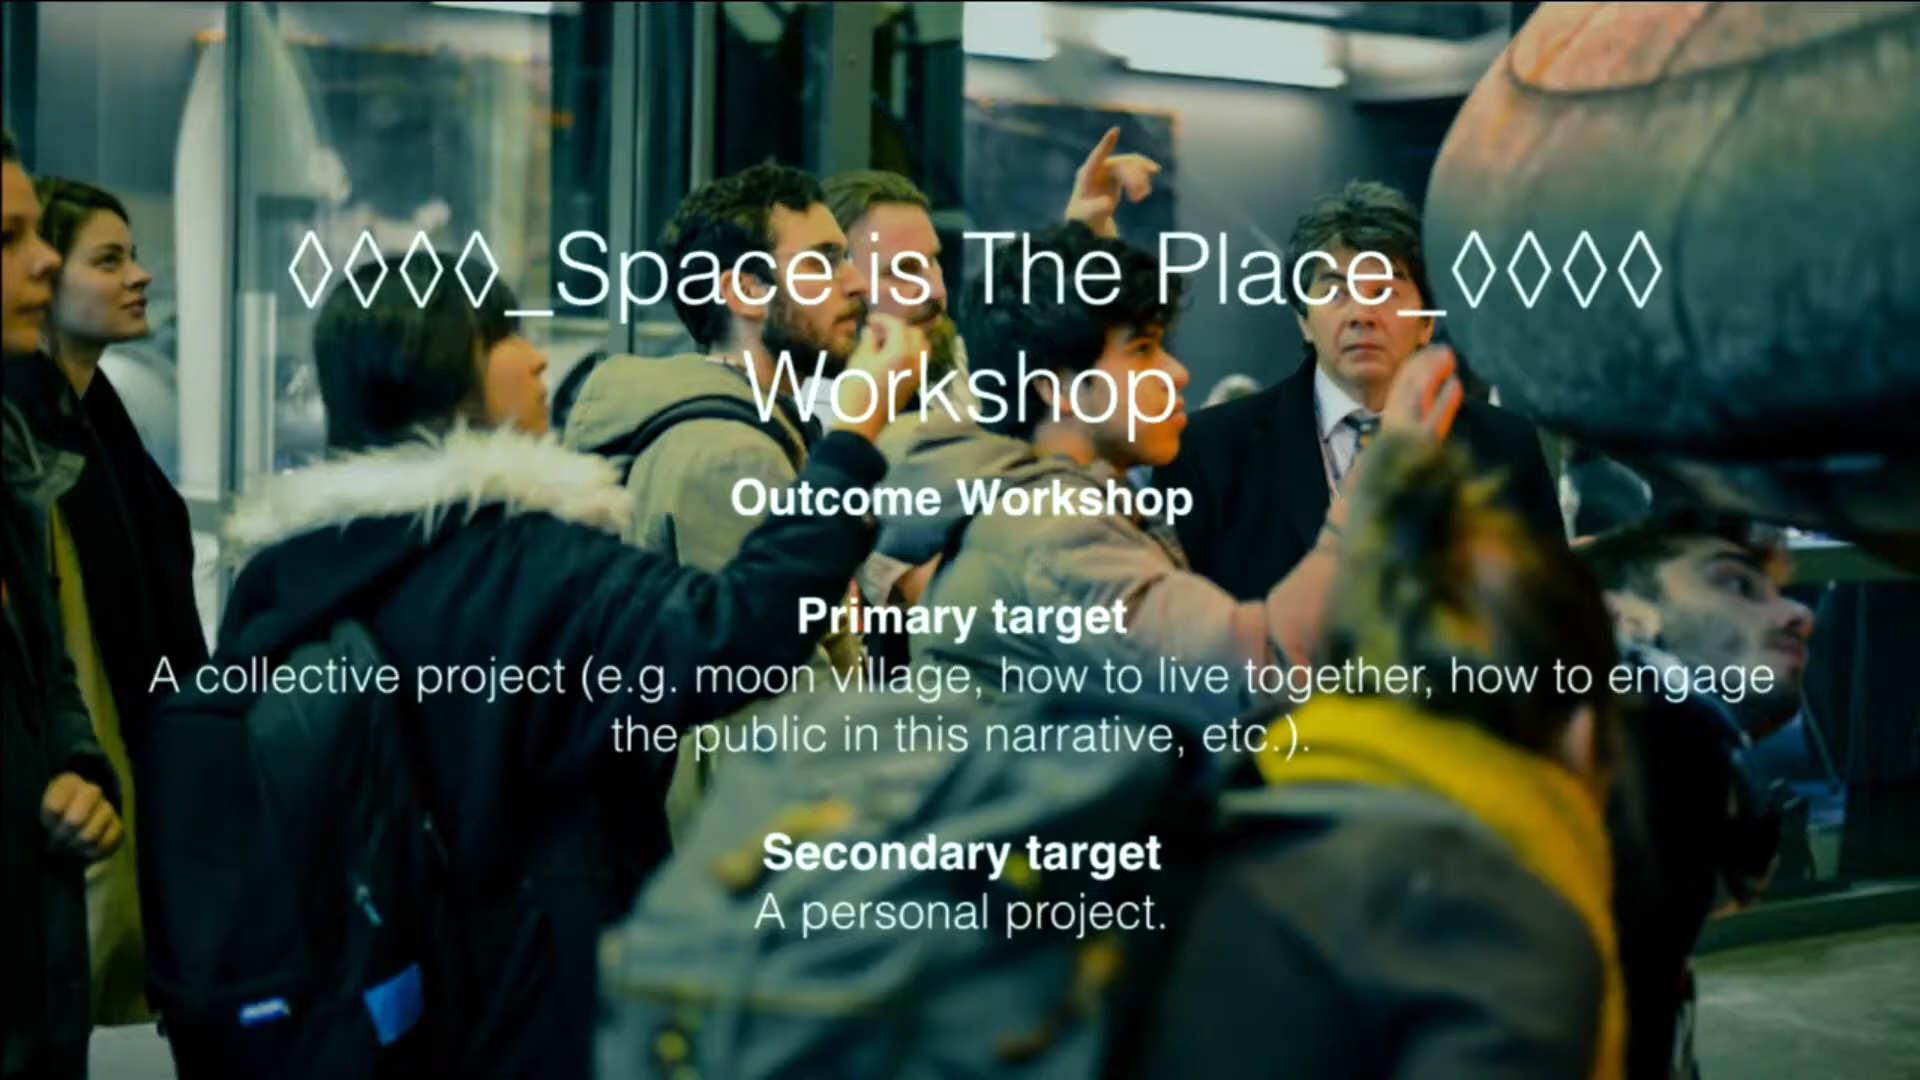 ◊◊◊◊_Space is The Place_◊◊◊◊
Workshop
Outcome Workshop
Primary target
A collective project (e.g. moon village, how to live together, how to engage
the public in this narrative, etc.).
Secondary target
A personal project.